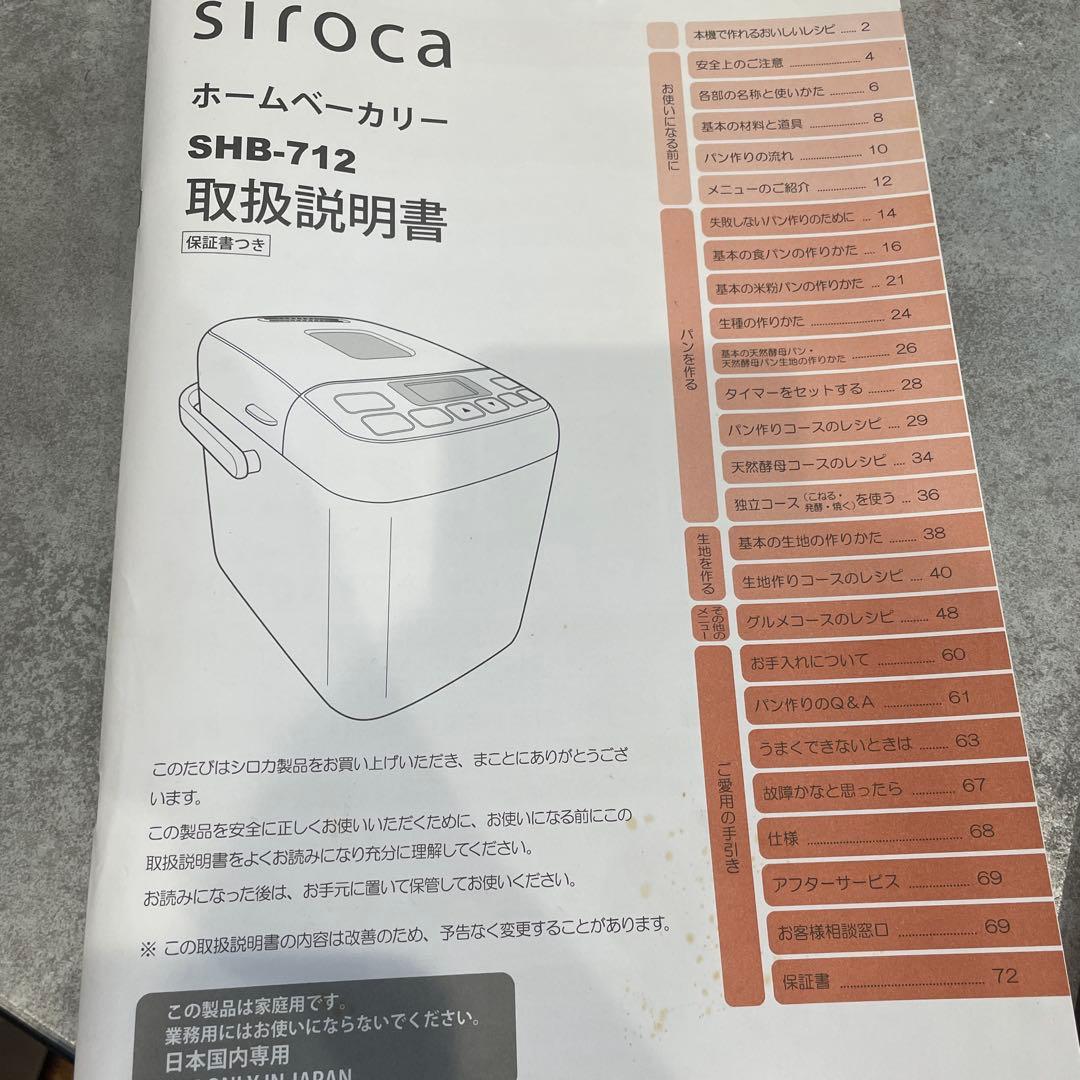 siroca
ホームベーカリー
SHB-712
取扱説明書
保証書つき
このたびはシロカ製品をお買い上げいただき、まことにありがとうござ
います。
この製品を安全に正しくお使いいただくために、お使いになる前にこの
取扱説明書をよくお読みになり充分に理解してください。
お読みになった後は、お手元に置いて保管してお使いください。
※ この取扱説明書の内容は改善のため、予告なく変更することがあります。
この製品は家庭用です。
業務用にはお使いにならないでください。
日本国内専用
ONLY IN JAPAN
本機で作れるおいしいレシピ ...... 2
お使いになる前に
安全上のご注意 ........................ 4
各部の名称と使いかた ............. 6
基本の材料と道具 .................... 8
パン作りの流れ ...................... 10
メニューのご紹介 .................. 12
パンを作る
失敗しないパン作りのために ... 14
基本の食パンの作りかた .... 16
基本の米粉パンの作りかた ... 21
生種の作りかた ........................ 24
基本の天然酵母パン・
天然酵母パン生地の作りかた ............. 26
タイマーをセットする .......... 28
パン作りコースのレシピ .... 29
天然酵母コースのレシピ .... 34
独立コース(こねる・発酵・焼く)を使う ... 36
生地を作る
基本の生地の作りかた ......... 38
生地作りコースのレシピ .... 40
その他のメニュー
グルメコースのレシピ ......... 48
ご愛用の手引き
お手入れについて .................. 60
パン作りのQ&A ................... 61
うまくできないときは ......... 63
故障かなと思ったら ............. 67
仕様 ............................................. 68
アフターサービス .................. 69
お客様相談窓口 ...................... 69
保証書 ........................................ 72